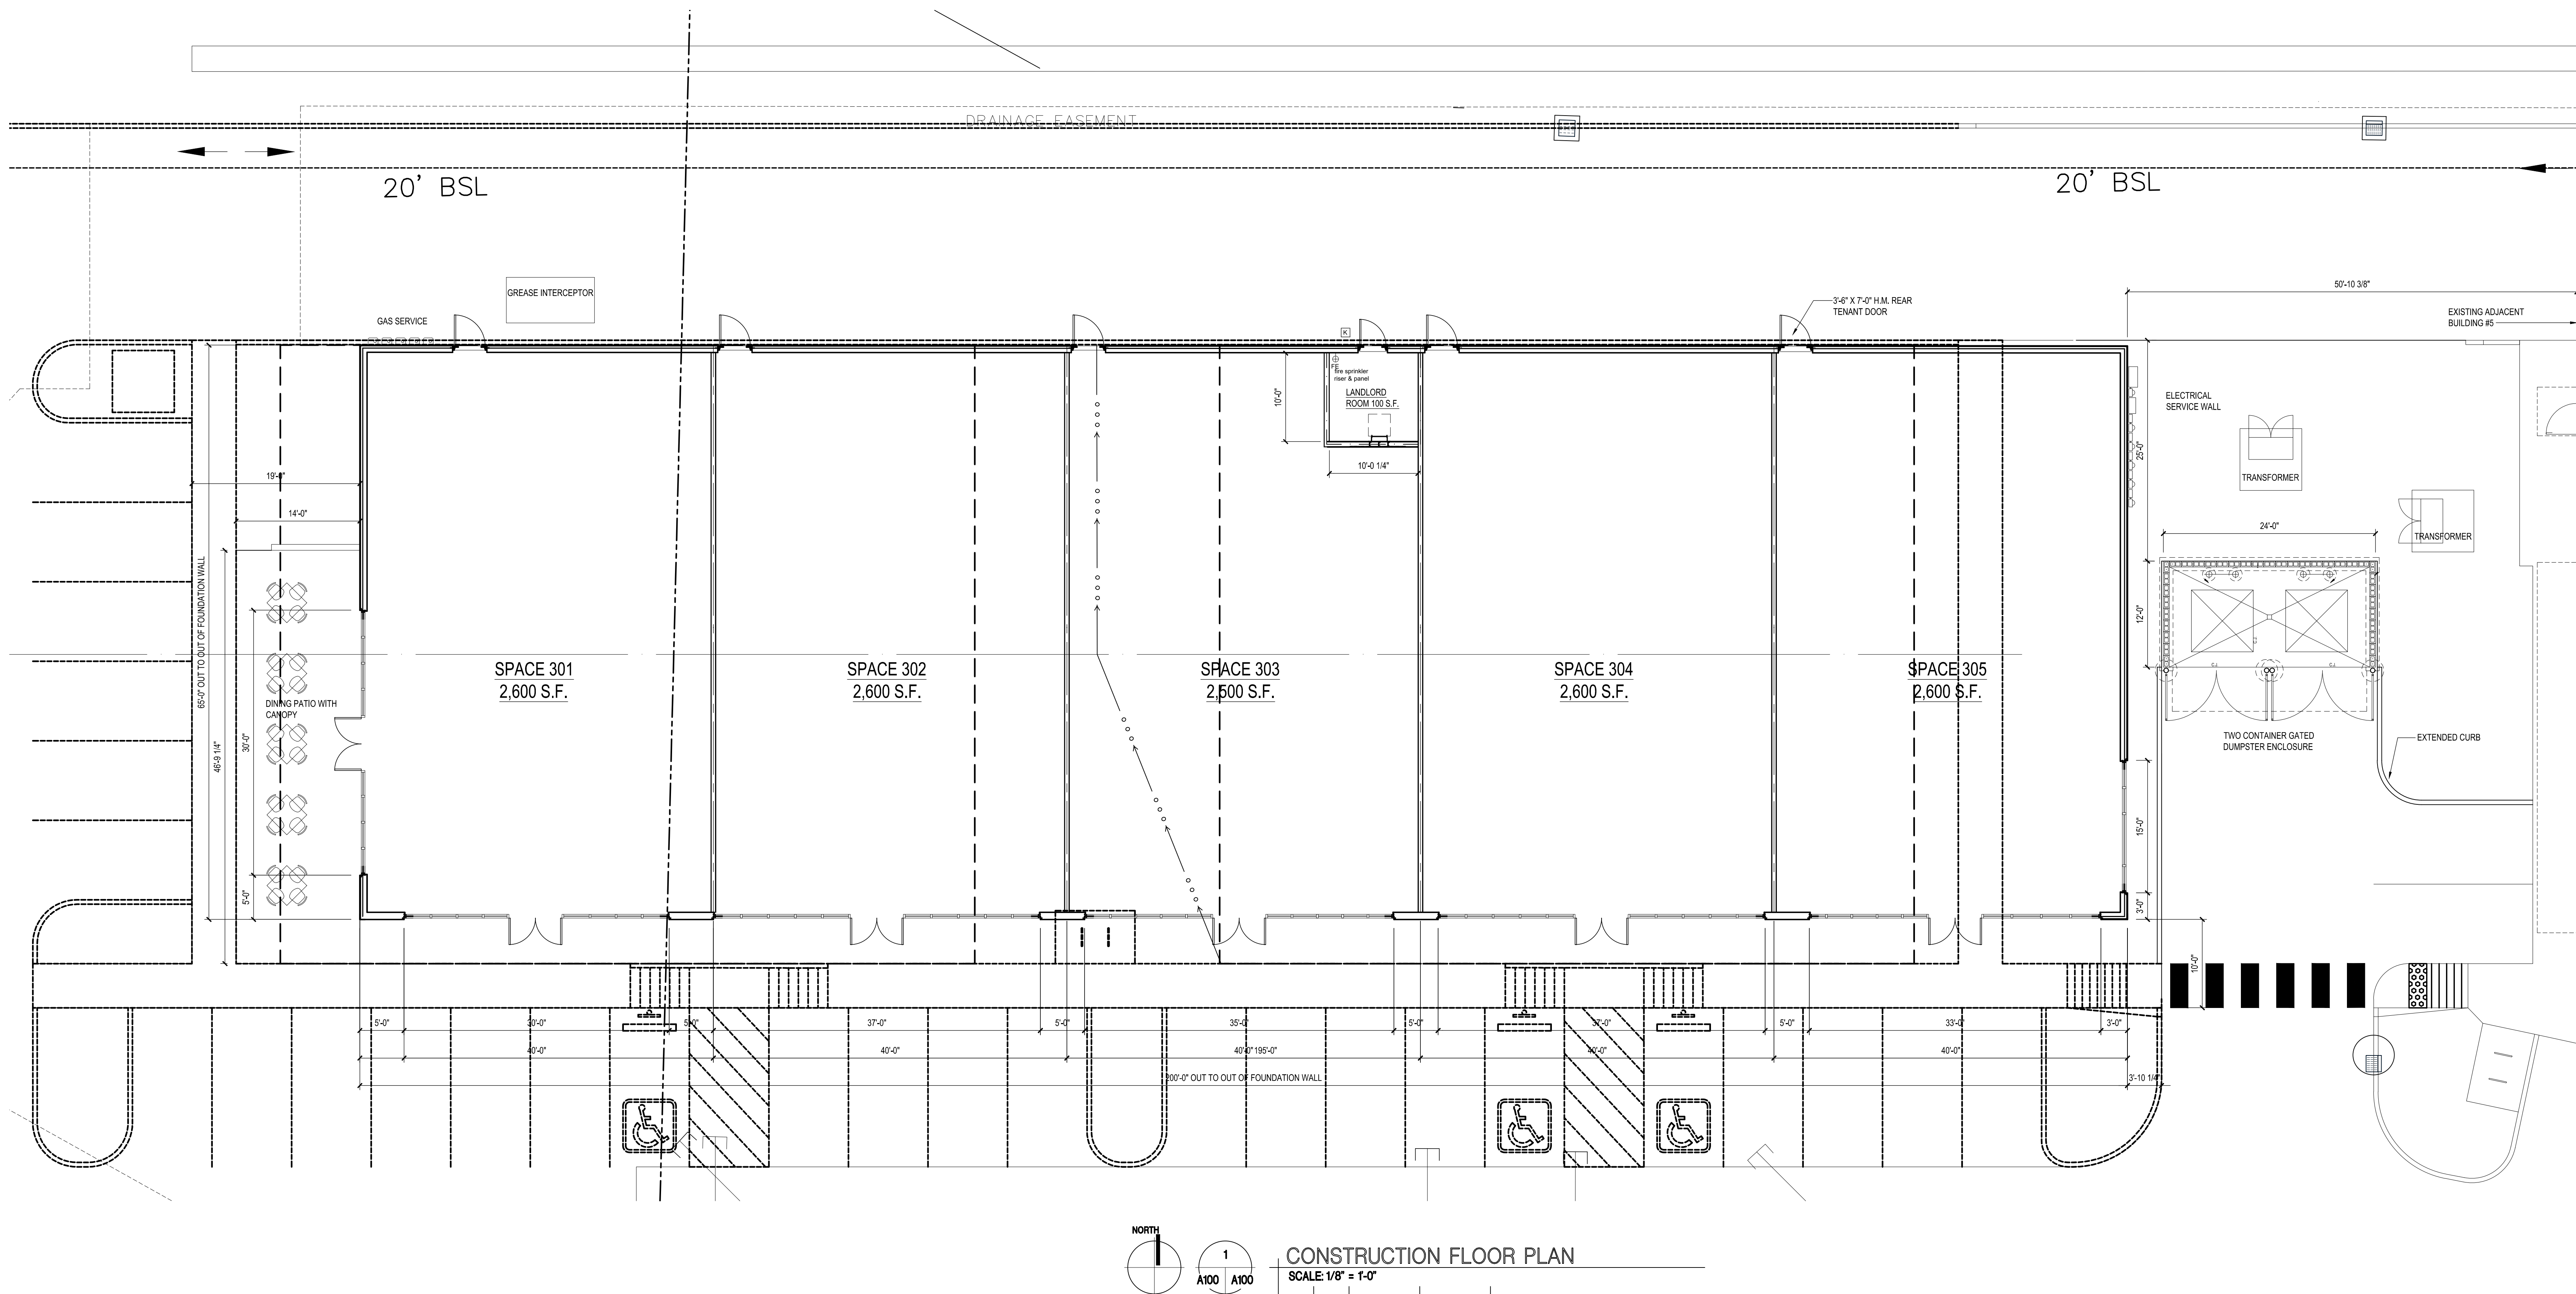 DRAINAGE EASEMENT
20' BSL
20' BSL
GREASE INTERCEPTOR
GAS SERVICE
3'-6" X 7'-0" H.M. REAR
TENANT DOOR
50'-10 3/8"
EXISTING ADJACENT
BUILDING #5
K
FE
fire sprinkler
riser & panel
LANDLORD
ROOM 100 S.F.
10'-0"
10'-0 1/4"
ELECTRICAL
SERVICE WALL
25'-0"
TRANSFORMER
TRANSFORMER
24'-0"
12'-0"
19'-0"
14'-0"
65'-0" OUT TO OUT OF FOUNDATION WALL
46'-9 1/4"
30'-0"
5'-0"
DINING PATIO WITH
CANOPY
SPACE 301
2,600 S.F.
SPACE 302
2,600 S.F.
SPACE 303
2,500 S.F.
SPACE 304
2,600 S.F.
SPACE 305
2,600 S.F.
C.J.
C.J.
C.J.
TWO CONTAINER GATED
DUMPSTER ENCLOSURE
EXTENDED CURB
15'-0"
3'-0"
10'-0"
5'-0"
30'-0"
5'-0"
37'-0"
5'-0"
35'-0"
5'-0"
37'-0"
5'-0"
33'-0"
3'-0"
40'-0"
40'-0"
40'-0"
195'-0"
40'-0"
40'-0"
200'-0" OUT TO OUT OF FOUNDATION WALL
3'-10 1/4"
NORTH
1
A100
A100
CONSTRUCTION FLOOR PLAN
SCALE: 1/8" = 1'-0"